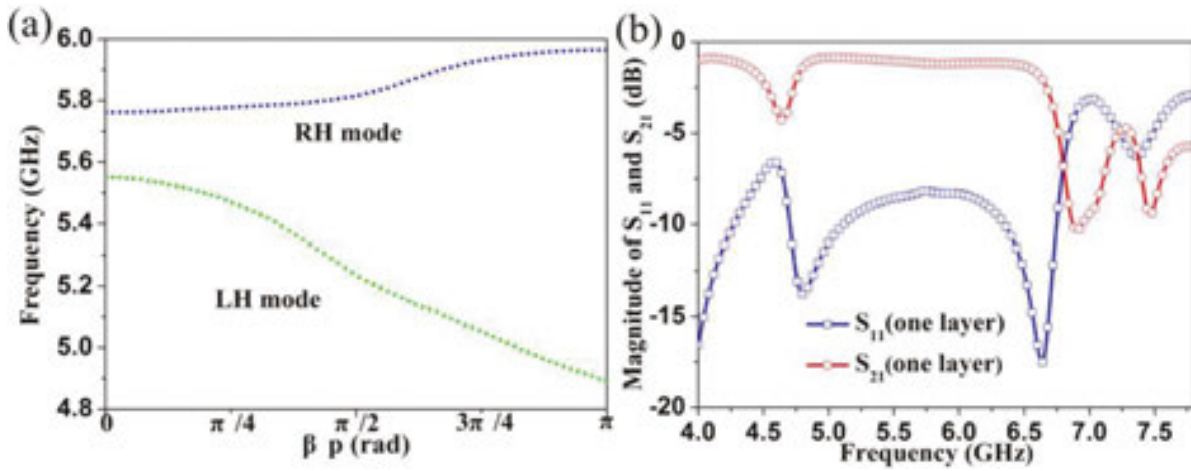 (a)
6.0
5.8
5.6
5.4
5.2
5.0
4.8
Frequency (GHz)
RH mode
LH mode
0
π/4
π/2
3π/4
π
β p (rad)
(b)
0
-5
-10
-15
-20
Magnitude of S11 and S21 (dB)
S11(one layer)
S21(one layer)
4.0 4.5 5.0 5.5 6.0 6.5 7.0 7.5
Frequency (GHz)